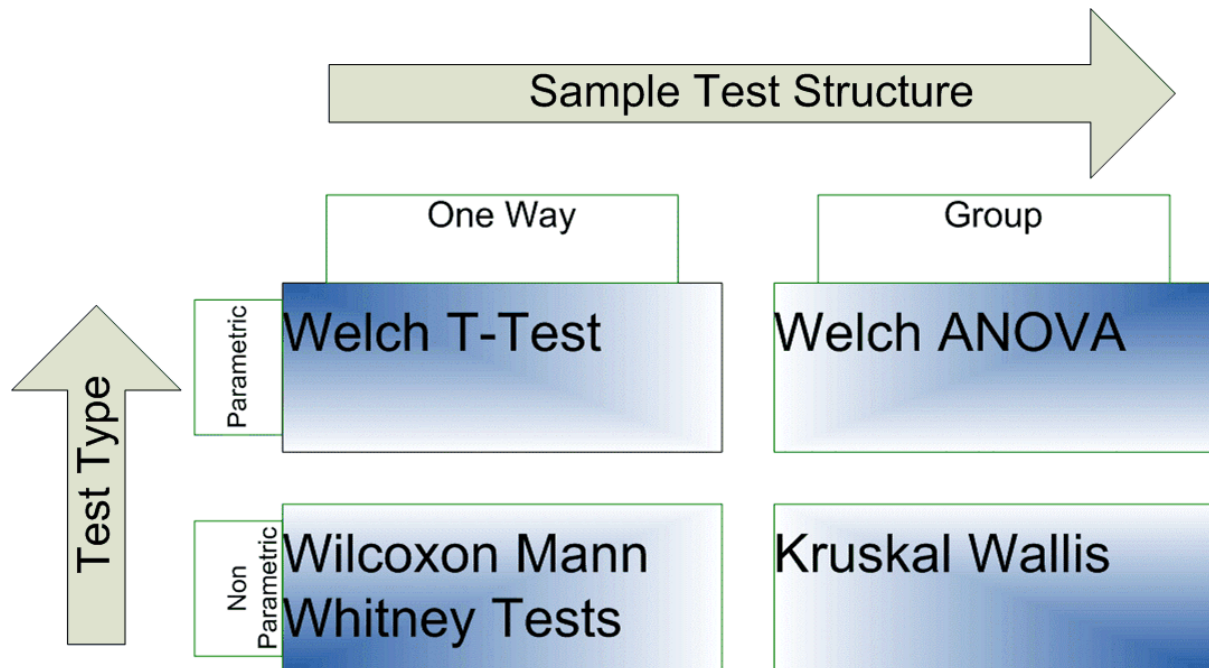 Sample Test Structure
One Way
Group
Test Type
Parametric
Welch T-Test
Welch ANOVA
Non
Parametric
Wilcoxon Mann
Whitney Tests
Kruskal Wallis